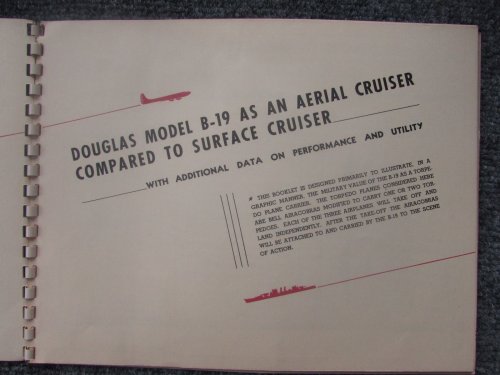 DOUGLAS MODEL B-19 AS AN AERIAL CRUISER
COMPARED TO SURFACE CRUISER
WITH ADDITIONAL DATA ON PERFORMANCE AND UTILITY
* THIS BOOKLET IS DESIGNED PRIMARILY TO ILLUSTRATE, IN A
GRAPHIC MANNER, THE MILITARY VALUE OF THE B-19 AS A TORPE-
DO PLANE CARRIER. THE TORPEDO PLANES CONSIDERED HERE
ARE BELL AIRACOBRAS MODIFIED TO CARRY ONE OR TWO TOR-
PEDOES. EACH OF THE THREE AIRPLANES WILL TAKE OFF AND
LAND INDEPENDENTLY. AFTER THE TAKE-OFF THE AIRACOBRAS
WILL BE ATTACHED TO AND CARRIED BY THE B-19 TO THE SCENE
OF ACTION.